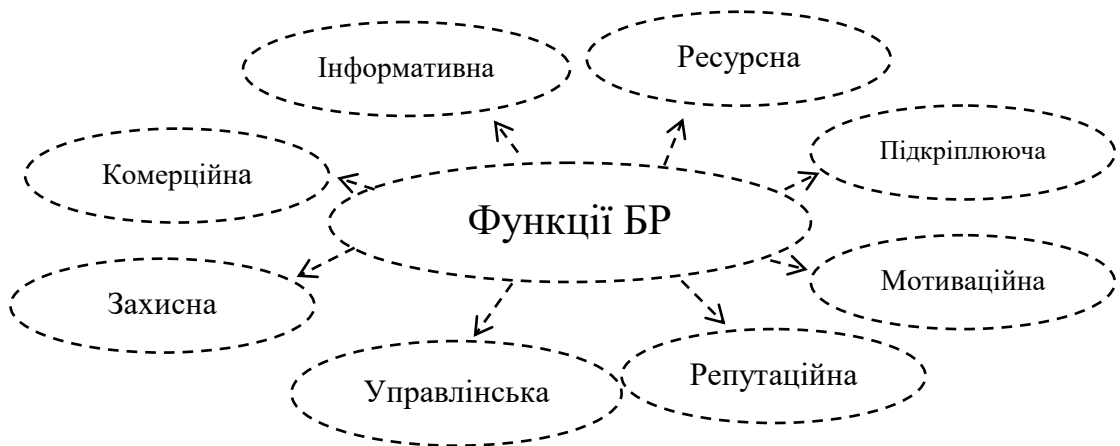 Інформативна
Ресурсна
Комерційна
Підкріплююча
Функції БР
Захисна
Мотиваційна
Управлінська
Репутаційна